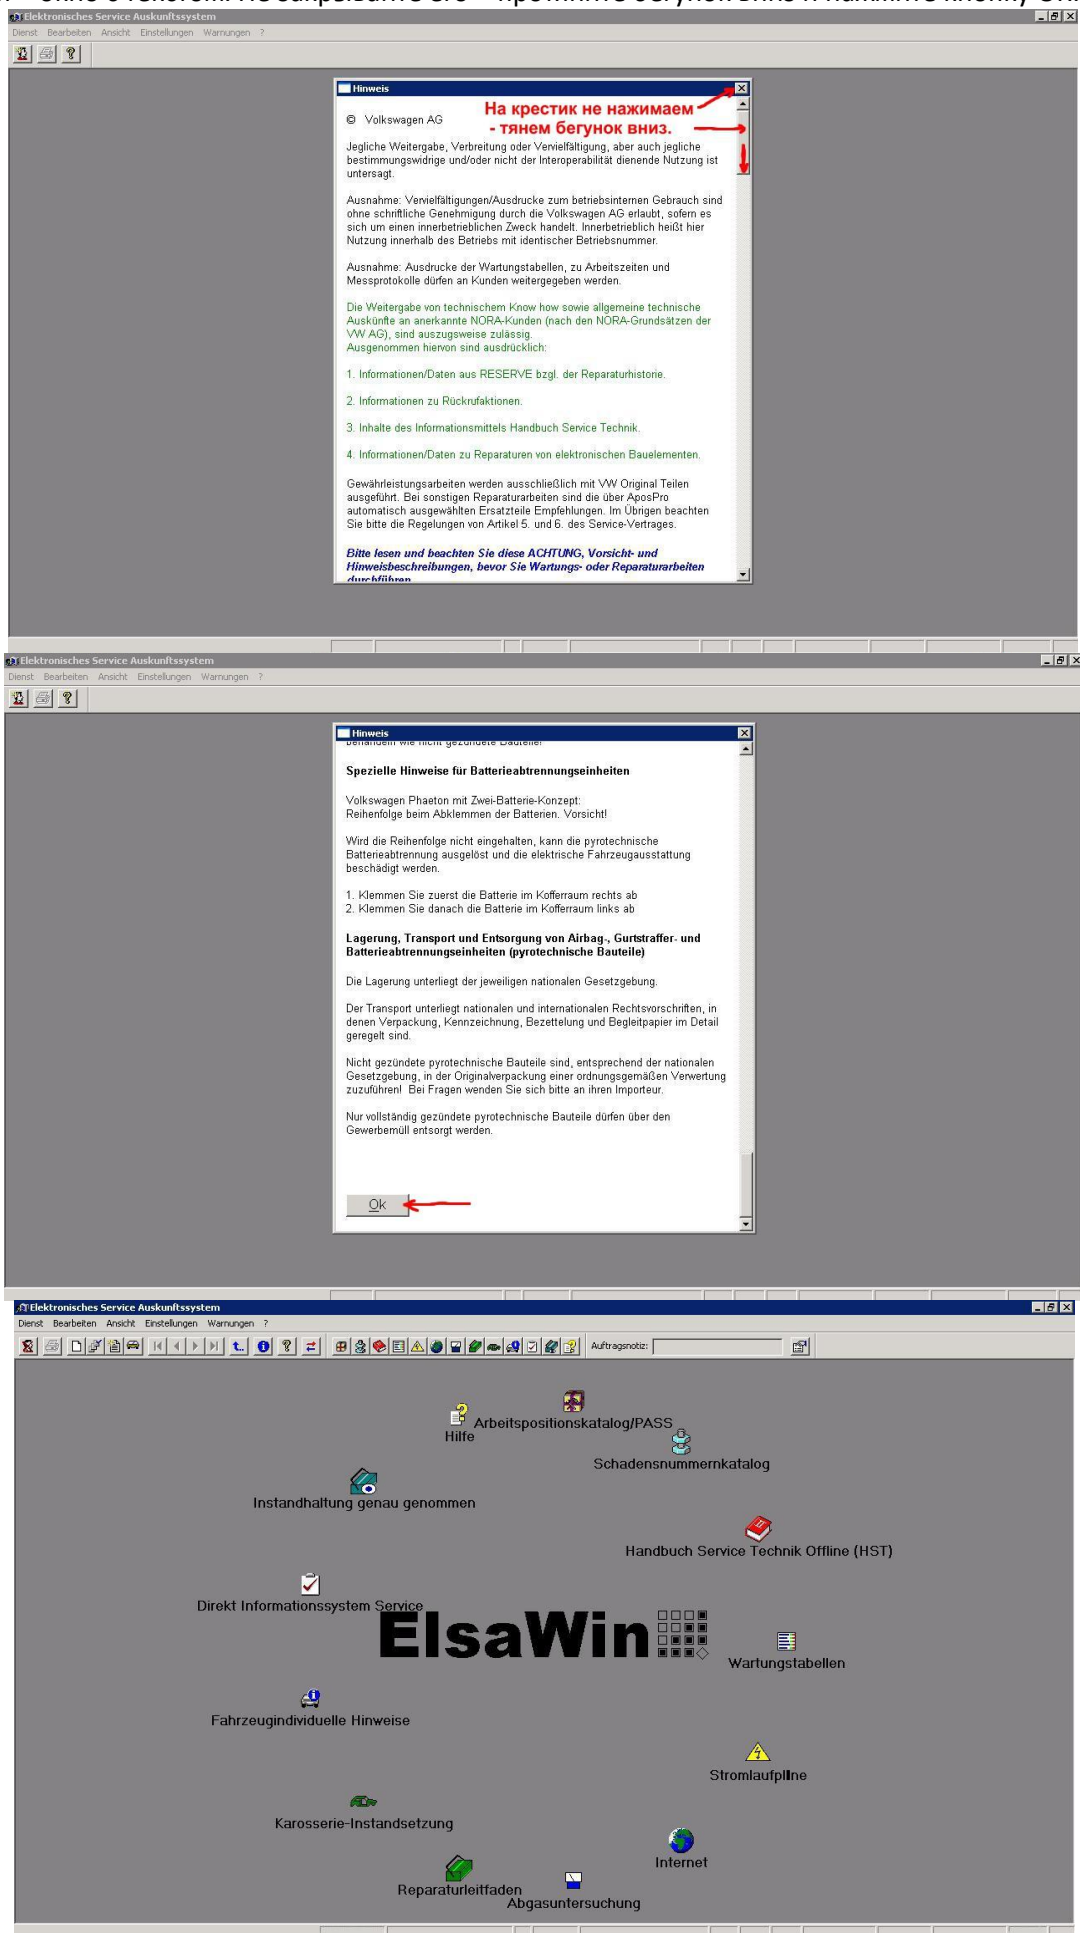 окно с текстом. Не закрывайте его – протяните бегунок вниз и нажмите кнопку
Elektronisches Service Auskunftssystem
Dienst Bearbeiten Ansicht Einstellungen Warnungen ?
Hinweis
На крестик не нажимаем
- тянем бегунок вниз.
© Volkswagen AG
Jegliche Weitergabe, Verbreitung oder Vervielfältigung, aber auch jegliche
bestimmungswidrige und/oder nicht der Interoperabilität dienende Nutzung ist
untersagt.
Ausnahme: Vervielfältigungen/Ausdrucke zum betriebsinternen Gebrauch sind
ohne schriftliche Genehmigung durch die Volkswagen AG erlaubt, sofern es
sich um einen innerbetrieblichen Zweck handelt. Innerbetrieblich heißt hier
Nutzung innerhalb des Betriebs mit identischer Betriebsnummer.
Ausnahme: Ausdrucke der Wartungstabellen, zu Arbeitszeiten und
Messprotokolle dürfen an Kunden weitergegeben werden.
Die Weitergabe von technischem Know how sowie allgemeine technische
Auskünfte an anerkannte NORA-Kunden (nach den NORA-Grundsätzen der
VW AG), sind auszugsweise zulässig.
Ausgenommen hiervon sind ausdrücklich:
1. Informationen/Daten aus RESERVE bzgl. der Reparaturhistorie.
2. Informationen zu Rückrufaktionen.
3. Inhalte des Informationsmittels Handbuch Service Technik.
4. Informationen/Daten zu Reparaturen von elektronischen Bauelementen.
Gewährleistungsarbeiten werden ausschließlich mit VW Original Teilen
ausgeführt. Bei sonstigen Reparaturarbeiten sind die über AposPro
automatisch ausgewählten Ersatzteile Empfehlungen. Im Übrigen beachten
Sie bitte die Regelungen von Artikel 5. und 6. des Service-Vertrages.
Bitte lesen und beachten Sie diese ACHTUNG, Vorsicht- und
Hinweisbeschreibungen, bevor Sie Wartungs- oder Reparaturarbeiten
durchführen
Elektronisches Service Auskunftssystem
Dienst Bearbeiten Ansicht Einstellungen Warnungen ?
Hinweis
behandeln wie nicht gezündete Bauteile!
Spezielle Hinweise für Batterieabtrennungseinheiten
Volkswagen Phaeton mit Zwei-Batterie-Konzept:
Reihenfolge beim Abklemmen der Batterien. Vorsicht!
Wird die Reihenfolge nicht eingehalten, kann die pyrotechnische
Batterieabtrennung ausgelöst und die elektrische Fahrzeugausstattung
beschädigt werden.
1. Klemmen Sie zuerst die Batterie im Kofferraum rechts ab
2. Klemmen Sie danach die Batterie im Kofferraum links ab
Lagerung, Transport und Entsorgung von Airbag-, Gurtstraffer- und
Batterieabtrennungseinheiten (pyrotechnische Bauteile)
Die Lagerung unterliegt der jeweiligen nationalen Gesetzgebung.
Der Transport unterliegt nationalen und internationalen Rechtsvorschriften, in
denen Verpackung, Kennzeichnung, Bezettelung und Begleitpapier im Detail
geregelt sind.
Nicht gezündete pyrotechnische Bauteile sind, entsprechend der nationalen
Gesetzgebung, in der Originalverpackung einer ordnungsgemäßen Verwertung
zuzuführen! Bei Fragen wenden Sie sich bitte an ihren Importeur.
Nur vollständig gezündete pyrotechnische Bauteile dürfen über den
Gewerbemüll entsorgt werden.
Ok
Elektronisches Service Auskunftssystem
Dienst Bearbeiten Ansicht Einstellungen Warnungen ?
Auftragsnotiz:
Arbeitspositionskatalog/PASS
Hilfe
Schadensnummernkatalog
Instandhaltung genau genommen
Handbuch Service Technik Offline (HST)
Direkt Informationssystem Service
ElsaWin
Wartungstabellen
Fahrzeugindividuelle Hinweise
StromlaufplIne
Karosserie-Instandsetzung
Internet
Reparaturleitfaden
Abgasuntersuchung